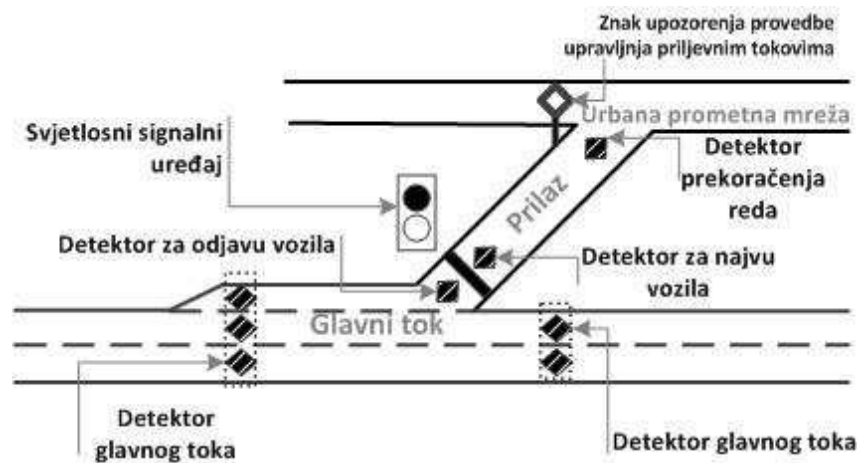 Znak upozorenja provedbe
upravljnja priljevnim tokovima
Urbana prometna mreža
Svjetlosni signalni
uređaj
Detektor
prekoračenja
reda
Prilaz
Detektor za odjavu vozila
Detektor za najvu
vozila
Glavni tok
Detektor
glavnog toka
Detektor glavnog toka